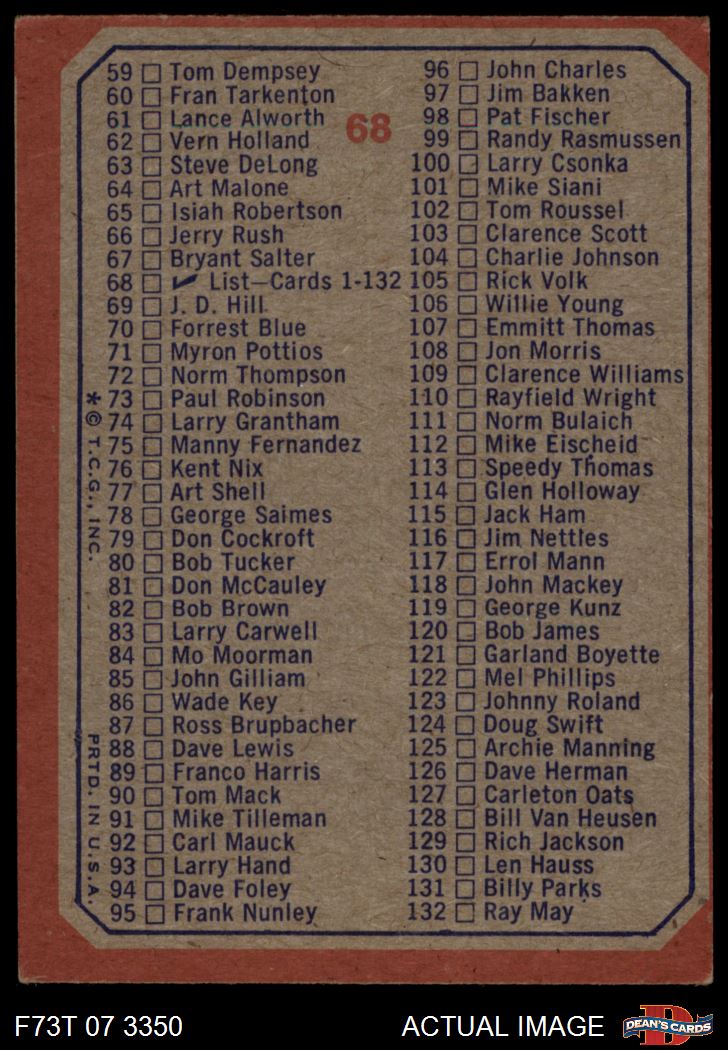 59 Tom Dempsey
60 Fran Tarkenton
61 Lance Alworth
62 Vern Holland
63 Steve DeLong
64 Art Malone
65 Isiah Robertson
66 Jerry Rush
67 Bryant Salter
68 ✔ List—Cards 1-132
69 J. D. Hill
70 Forrest Blue
71 Myron Pottios
72 Norm Thompson
73 Paul Robinson
74 Larry Grantham
75 Manny Fernandez
76 Kent Nix
77 Art Shell
78 George Saimes
79 Don Cockroft
80 Bob Tucker
81 Don McCauley
82 Bob Brown
83 Larry Carwell
84 Mo Moorman
85 John Gilliam
86 Wade Key
87 Ross Brupbacher
88 Dave Lewis
89 Franco Harris
90 Tom Mack
91 Mike Tilleman
92 Carl Mauck
93 Larry Hand
94 Dave Foley
95 Frank Nunley
68
96 John Charles
97 Jim Bakken
98 Pat Fischer
99 Randy Rasmussen
100 Larry Csonka
101 Mike Siani
102 Tom Roussel
103 Clarence Scott
104 Charlie Johnson
105 Rick Volk
106 Willie Young
107 Emmitt Thomas
108 Jon Morris
109 Clarence Williams
110 Rayfield Wright
111 Norm Bulaich
112 Mike Eischeid
113 Speedy Thomas
114 Glen Holloway
115 Jack Ham
116 Jim Nettles
117 Errol Mann
118 John Mackey
119 George Kunz
120 Bob James
121 Garland Boyette
122 Mel Phillips
123 Johnny Roland
124 Doug Swift
125 Archie Manning
126 Dave Herman
127 Carleton Oats
128 Bill Van Heusen
129 Rich Jackson
130 Len Hauss
131 Billy Parks
132 Ray May
* © T.C.G., INC. PRTD. IN U.S.A.
F73T 07 3350
ACTUAL IMAGE
D
DEAN'S CARDS